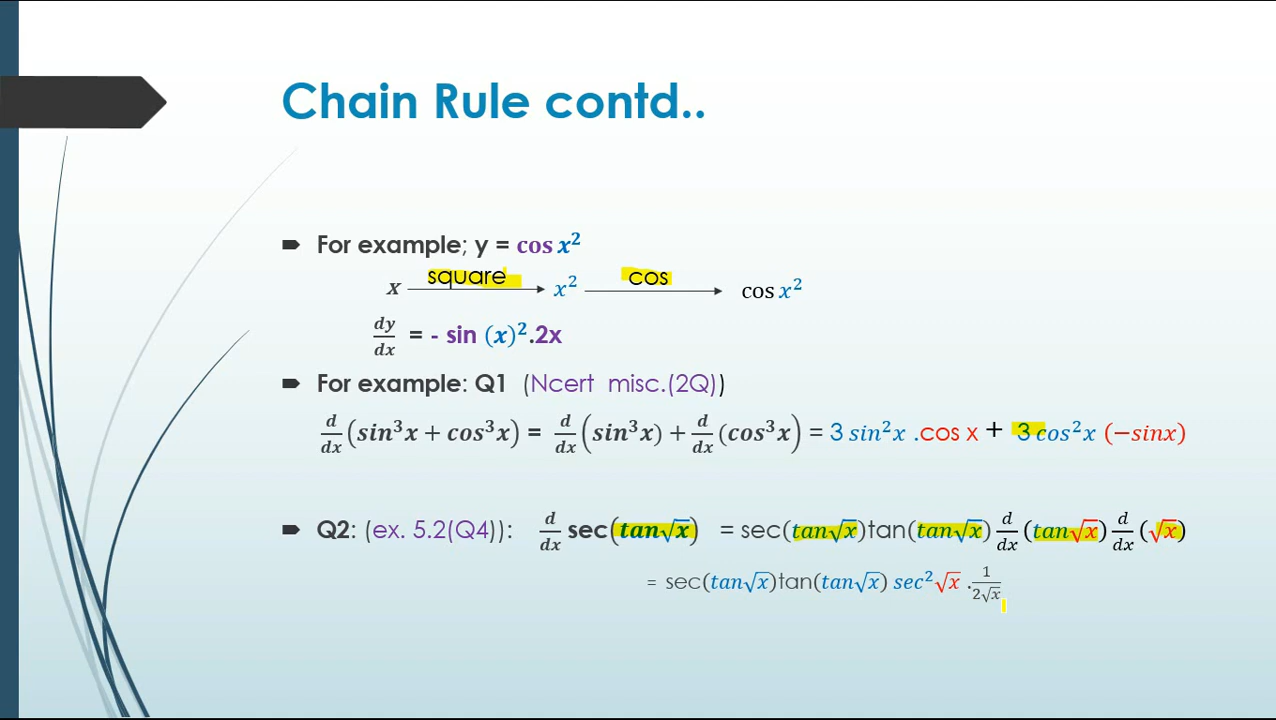 Chain Rule contd..
For example; y = cos x²
x square x² cos cos x²
dy/dx = - sin (x)².2x
For example: Q1 (Ncert misc.(2Q))
d/dx(sin³x + cos³x) = d/dx(sin³x) + d/dx(cos³x) = 3 sin²x .cos x + 3 cos²x (−sinx)
Q2: (ex. 5.2(Q4)): d/dx sec(tan√x) = sec(tan√x)tan(tan√x) d/dx (tan√x) d/dx (√x)
= sec(tan√x)tan(tan√x) sec²√x .1/2√x